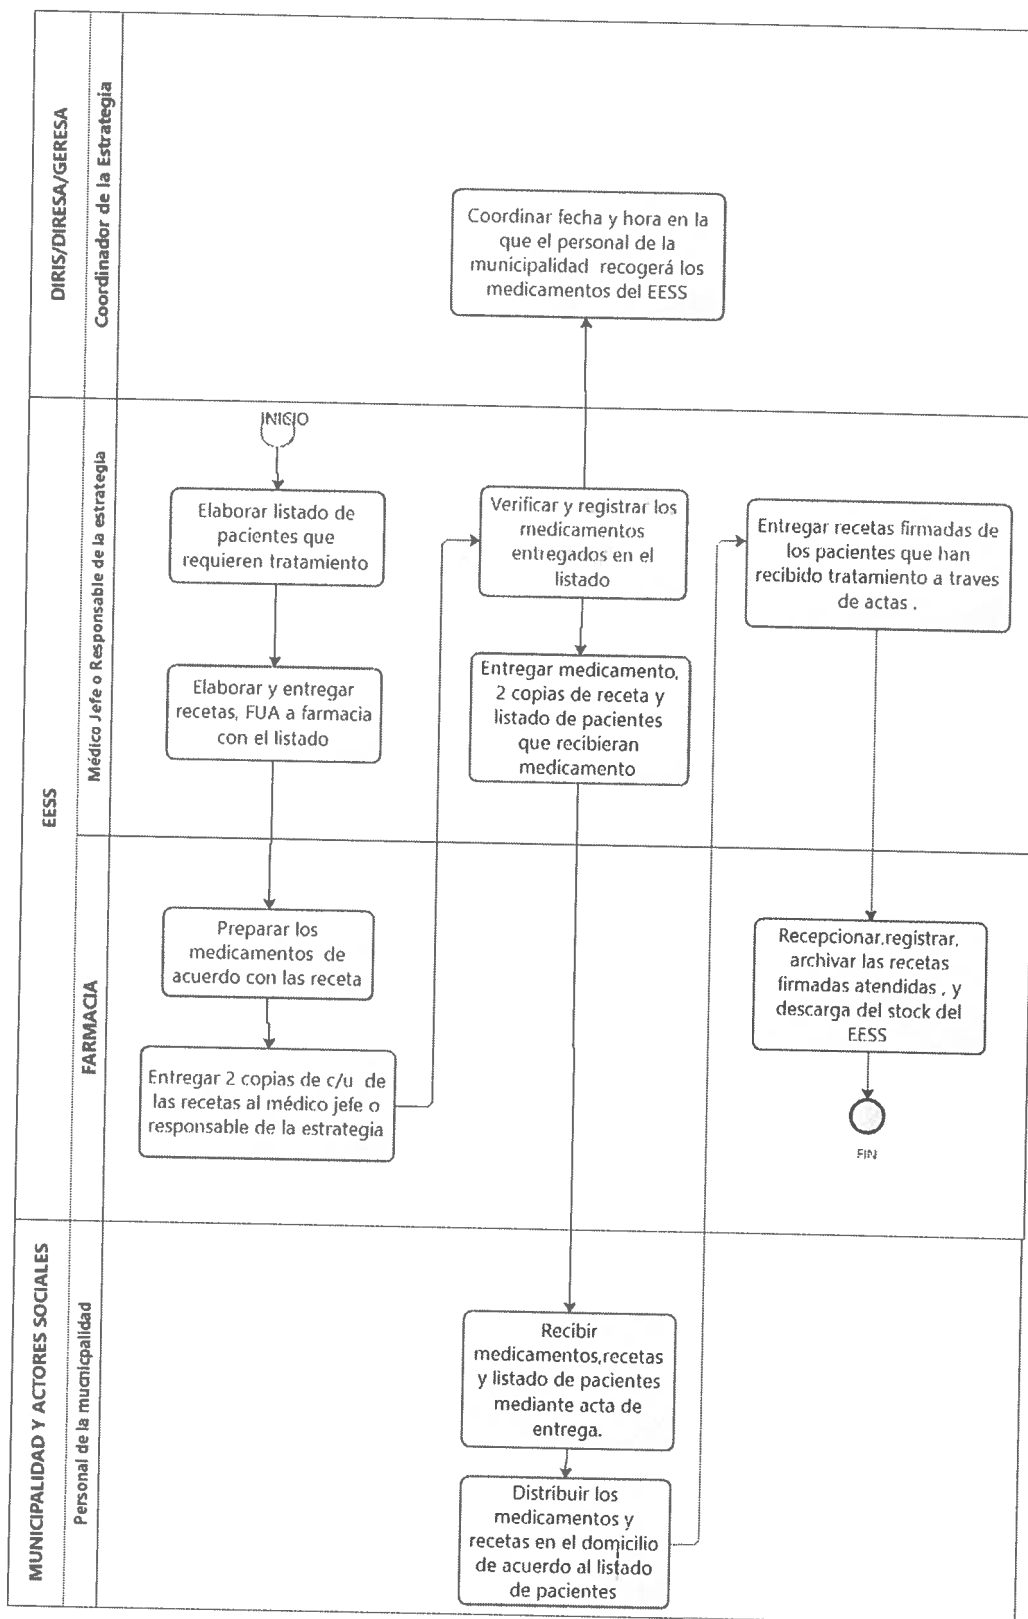 DIRIS/DIRESA/GERESA
Coordinador de la Estrategia
Coordinar fecha y hora en la
que el personal de la
municipalidad recogerá los
medicamentos del EESS
EESS
Médico Jefe o Responsable de la estrategia
INICIO
Elaborar listado de
pacientes que
requieren tratamiento
Elaborar y entregar
recetas, FUA a farmacia
con el listado
Verificar y registrar los
medicamentos
entregados en el
listado
Entregar medicamento,
2 copias de receta y
listado de pacientes
que recibieran
medicamento
Entregar recetas firmadas de
los pacientes que han
recibido tratamiento a traves
de actas .
FARMACIA
Preparar los
medicamentos de
acuerdo con las receta
Entregar 2 copias de c/u de
las recetas al médico jefe o
responsable de la estrategia
Recepcionar,registrar,
archivar las recetas
firmadas atendidas , y
descarga del stock del
EESS
FIN
MUNICIPALIDAD Y ACTORES SOCIALES
Personal de la mucnicpalidad
Recibir
medicamentos,recetas
y listado de pacientes
mediante acta de
entrega.
Distribuir los
medicamentos y
recetas en el domicilio
de acuerdo al listado
de pacientes